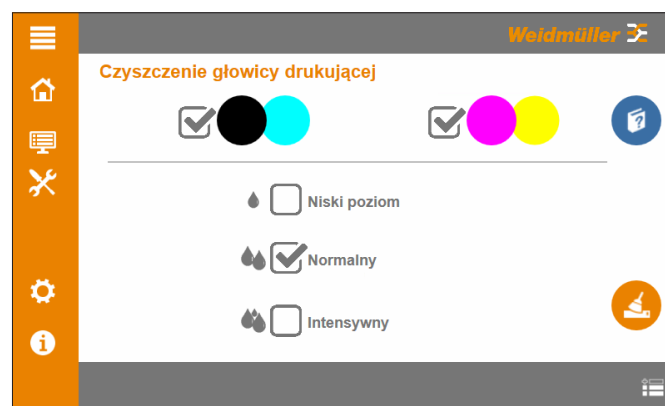 Weidmüller
Czyszczenie głowicy drukującej
Niski poziom
Normalny
Intensywny